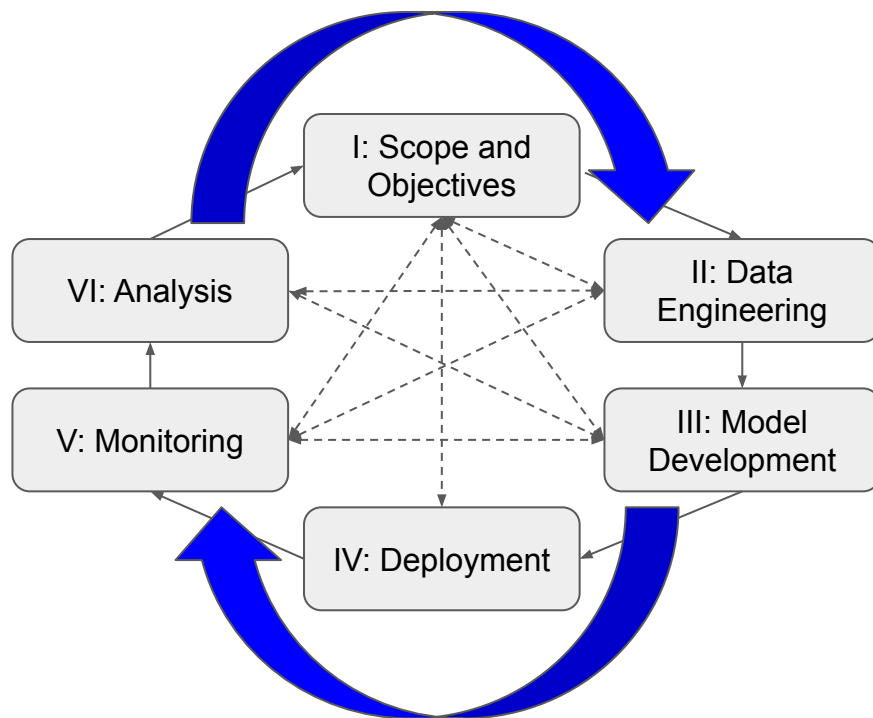 I: Scope and
Objectives
II: Data
Engineering
III: Model
Development
IV: Deployment
V: Monitoring
VI: Analysis